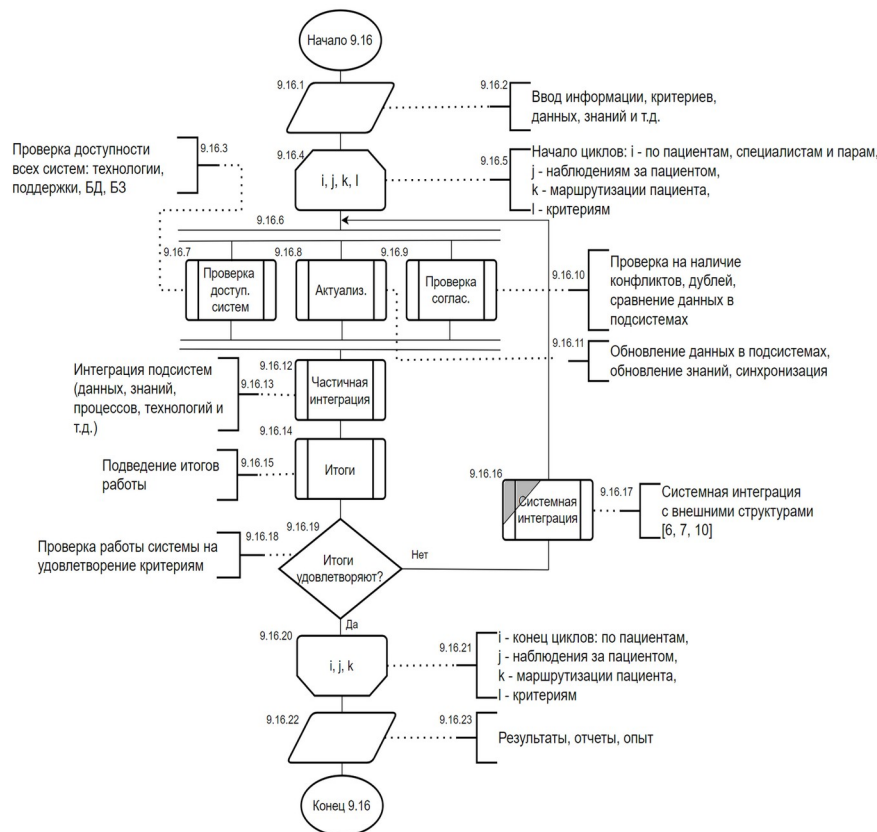 Начало 9.16
9.16.1
9.16.2
Ввод информации, критериев,
данных, знаний и т.д.
9.16.3
Проверка доступности
всех систем: технологии,
поддержки, БД, БЗ
9.16.4
i, j, k, l
9.16.5
Начало циклов: i - по пациентам, специалистам и парам,
j - наблюдениям за пациентом,
k - маршрутизации пациента,
l - критериям
9.16.6
9.16.7
Проверка
доступ.
систем
9.16.8
Актуализ.
9.16.9
Проверка
соглас.
9.16.10
Проверка на наличие
конфликтов, дублей,
сравнение данных в
подсистемах
9.16.11
Обновление данных в подсистемах,
обновление знаний, синхронизация
9.16.12
Частичная
интеграция
Интеграция подсистем
(данных, знаний,
процессов, технологий и
т.д.)
9.16.13
9.16.14
Итоги
Подведение итогов
работы
9.16.15
9.16.16
Системная
интеграция
9.16.17
Системная интеграция
с внешними структурами
[6, 7, 10]
9.16.18
Проверка работы системы на
удовлетворение критериям
9.16.19
Итоги
удовлетворяют?
Нет
Да
9.16.20
i, j, k
9.16.21
i - конец циклов: по пациентам,
j - наблюдения за пациентом,
k - маршрутизации пациента,
l - критериям
9.16.22
9.16.23
Результаты, отчеты, опыт
Конец 9.16